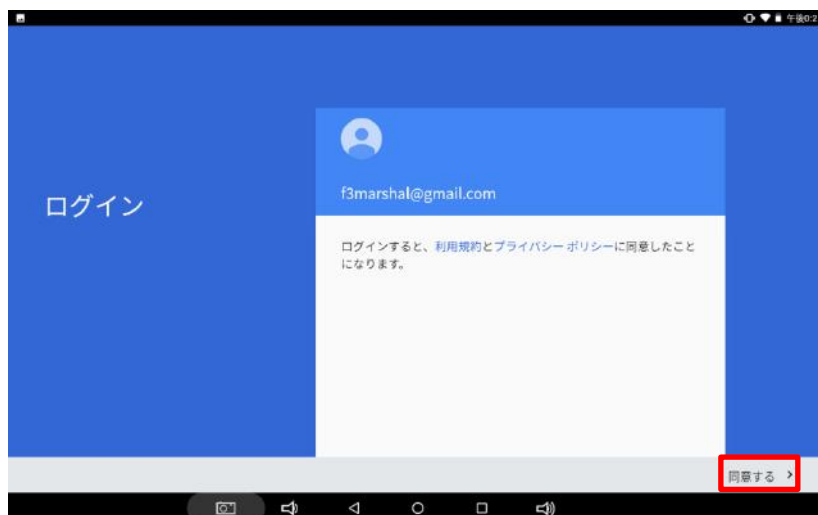 午後0:2
f3marshal@gmail.com
ログイン
ログインすると、利用規約とプライバシー ポリシーに同意したこと
になります。
同意する